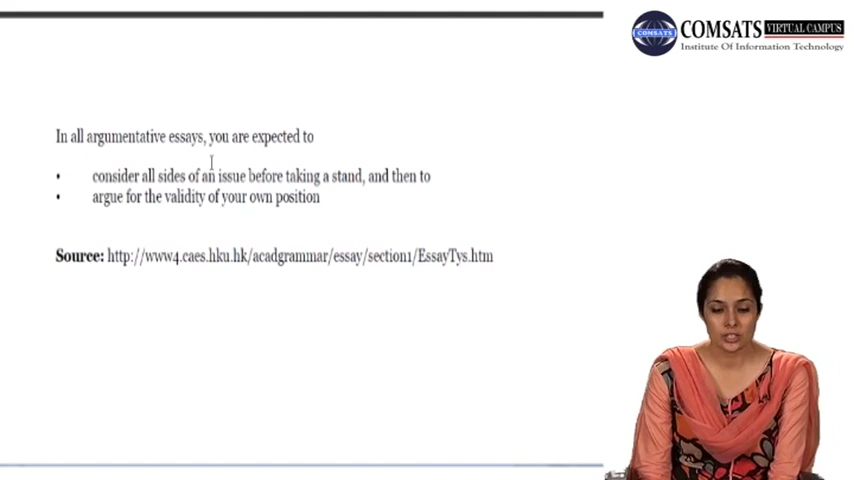 COMSATS VIRTUAL CAMPUS
COMSATS
Institute Of Information Technology
In all argumentative essays, you are expected to
• consider all sides of an issue before taking a stand, and then to
• argue for the validity of your own position
Source: http://www4.caes.hku.hk/acadgrammar/essay/section1/EssayTys.htm